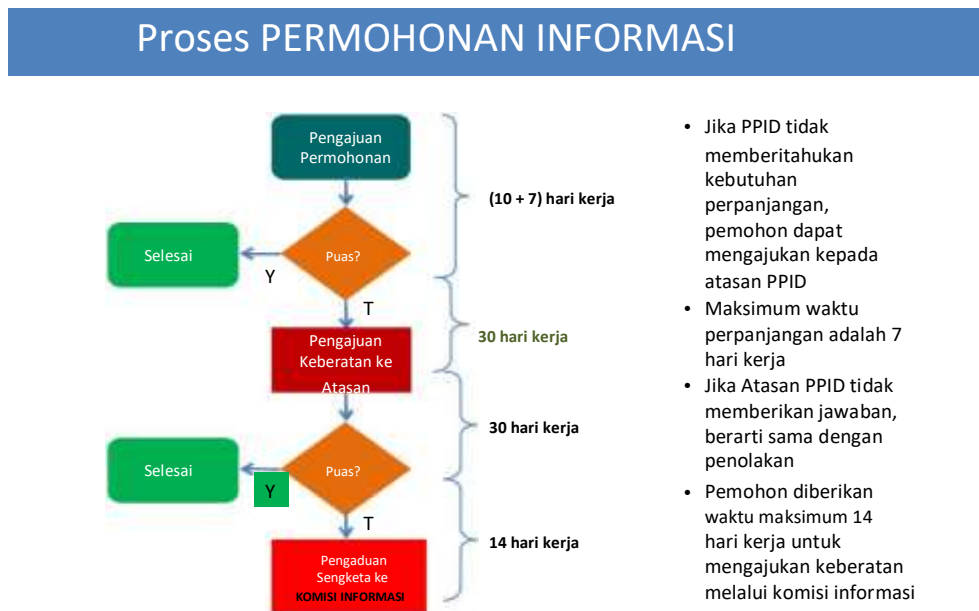 Proses PERMOHONAN INFORMASI
Pengajuan
Permohonan
(10 + 7) hari kerja
Selesai
Puas?
Y
T
30 hari kerja
Pengajuan
Keberatan ke
Atasan
30 hari kerja
Selesai
Puas?
Y
T
14 hari kerja
Pengaduan
Sengketa ke
KOMISI INFORMASI
• Jika PPID tidak
memberitahukan
kebutuhan
perpanjangan,
pemohon dapat
mengajukan kepada
atasan PPID
• Maksimum waktu
perpanjangan adalah 7
hari kerja
• Jika Atasan PPID tidak
memberikan jawaban,
berarti sama dengan
penolakan
• Pemohon diberikan
waktu maksimum 14
hari kerja untuk
mengajukan keberatan
melalui komisi informasi